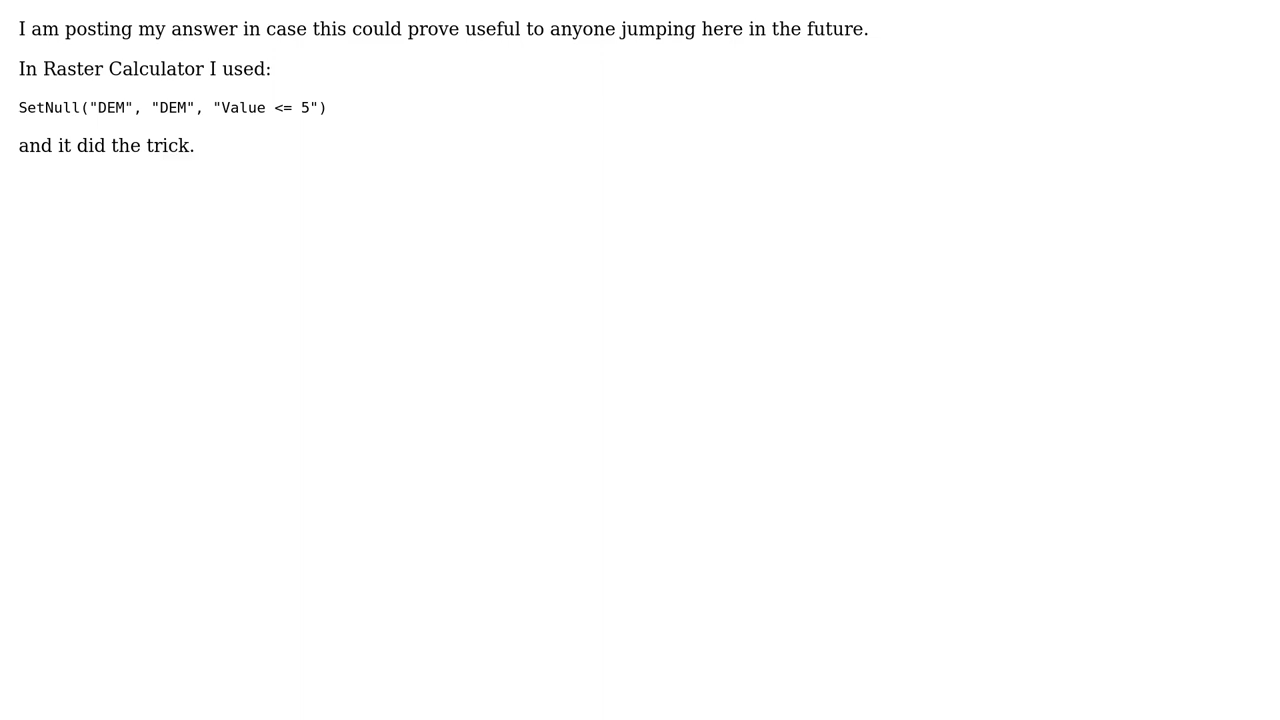 I am posting my answer in case this could prove useful to anyone jumping here in the future.
In Raster Calculator I used:
SetNull("DEM", "DEM", "Value <= 5")
and it did the trick.